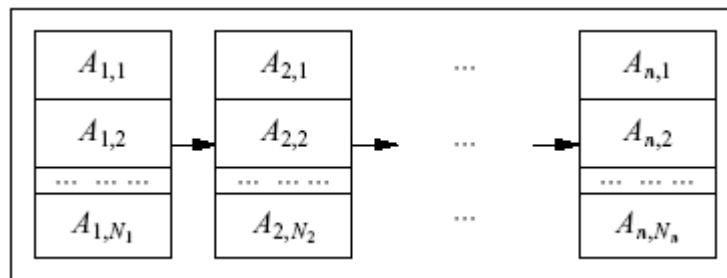 A1,1 A2,1 ... An,1
A1,2 A2,2 ... An,2
... ... ... ... ... ... ... ... ...
A1,N1 A2,N2 ... An,Nn